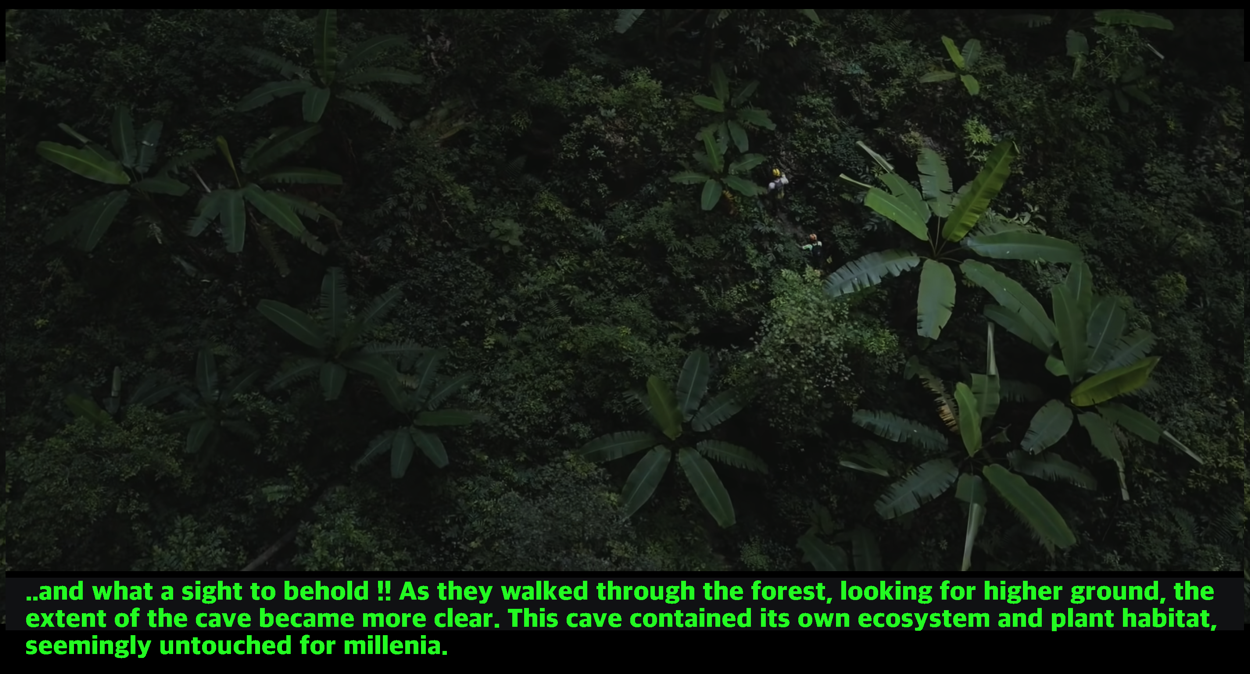 ..and what a sight to behold !! As they walked through the forest, looking for higher ground, the
extent of the cave became more clear. This cave contained its own ecosystem and plant habitat,
seemingly untouched for millenia.